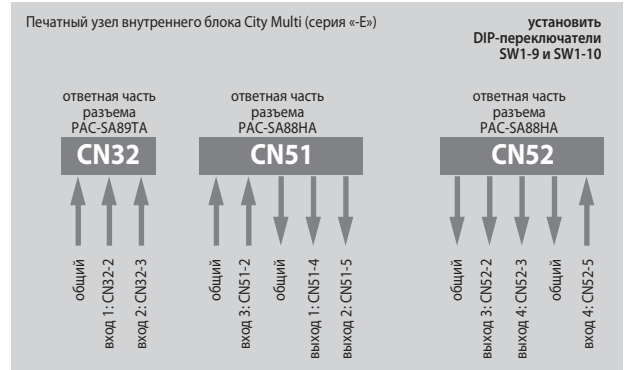 Печатный узел внутреннего блока City Multi (серия «-E»)
установить
DIP-переключатели
SW1-9 и SW1-10
ответная часть
разъема
PAC-SA89TA
CN32
ответная часть
разъема
PAC-SA88HA
CN51
ответная часть
разъема
PAC-SA88HA
CN52
общий
вход 1: CN32-2
вход 2: CN32-3
общий
вход 3: CN51-2
общий
выход 1: CN51-4
выход 2: CN51-5
общий
выход 3: CN52-2
выход 4: CN52-3
общий
вход 4: CN52-5